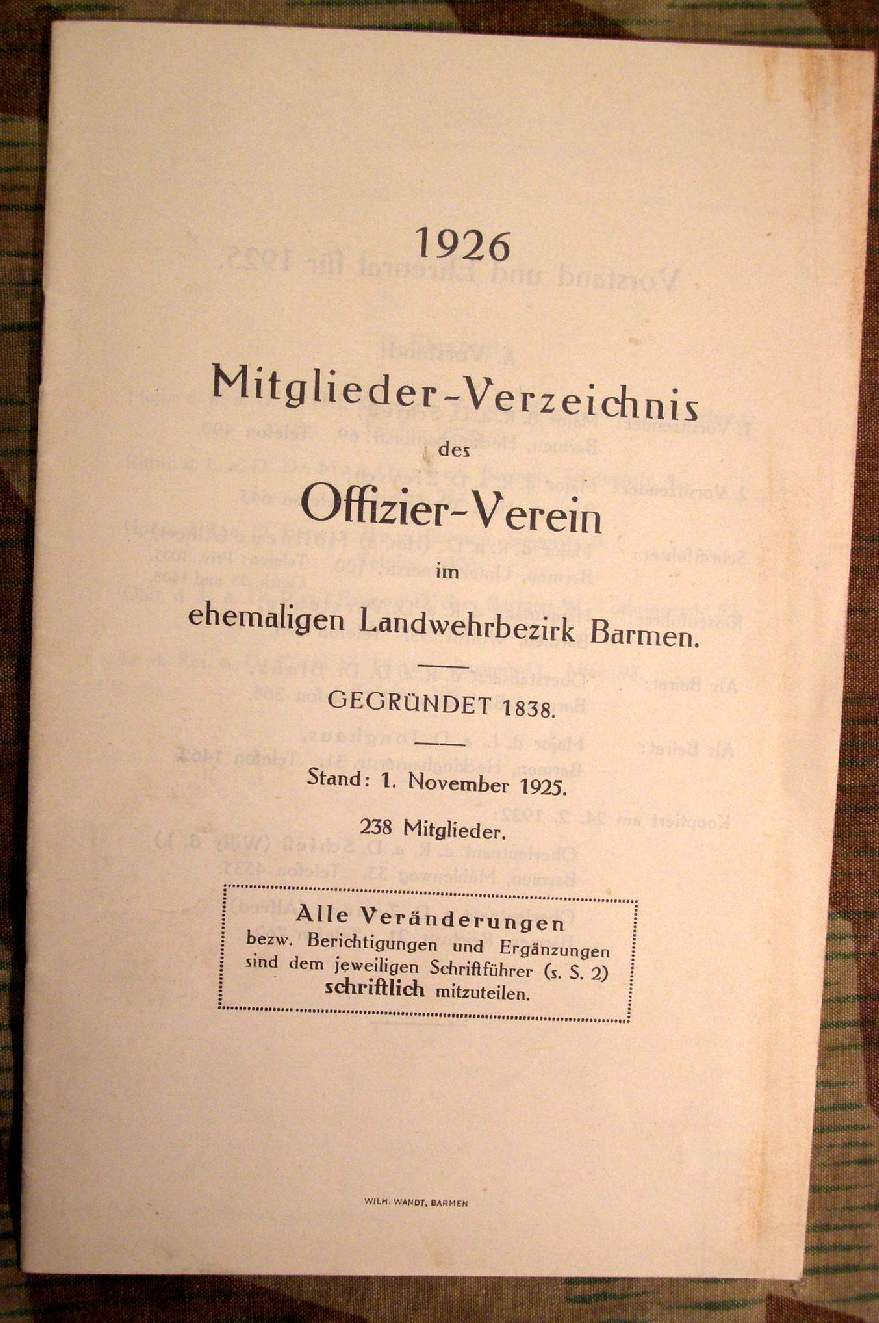 1926
Mitglieder-Verzeichnis
des
Offizier-Verein
im
ehemaligen Landwehrbezirk Barmen.
GEGRÜNDET 1838.
Stand: 1. November 1925.
238 Mitglieder.
Alle Veränderungen
bezw. Berichtigungen und Ergänzungen
sind dem jeweiligen Schriftführer (s. S. 2)
schriftlich mitzuteilen.
WILH. WANDT, BARMEN